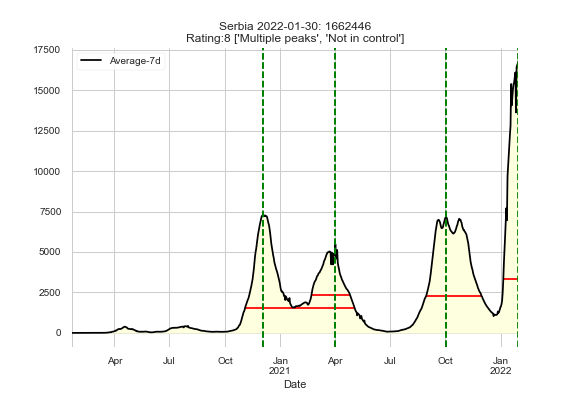 Serbia 2022-01-30: 1662446
Rating:8 ['Multiple peaks', 'Not in control']
Average-7d
17500
15000
12500
10000
7500
5000
2500
0
Apr Jul Oct Jan Apr Jul Oct Jan
2021 2022
Date